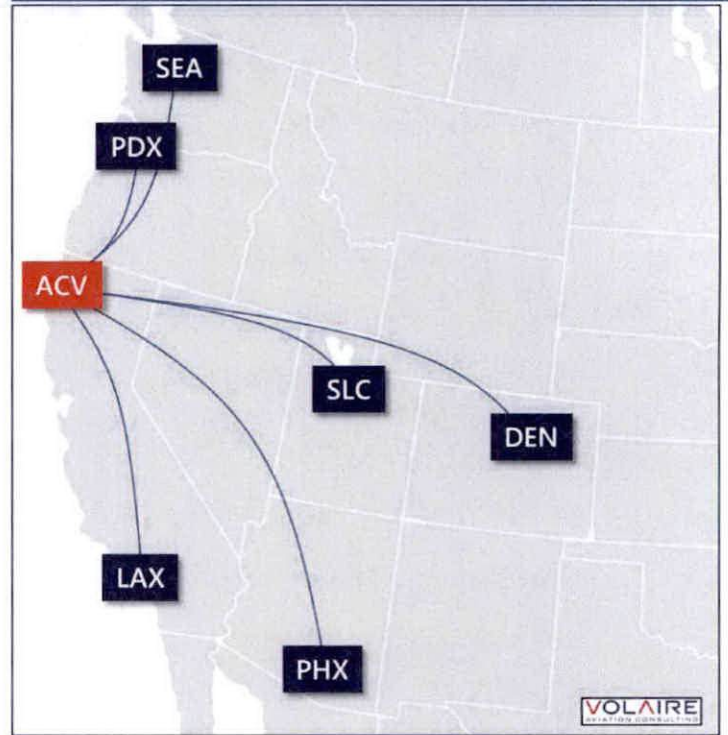 SEA
PDX
ACV
SLC
DEN
LAX
PHX
VOLAIRE
AVIATION CONSULTING